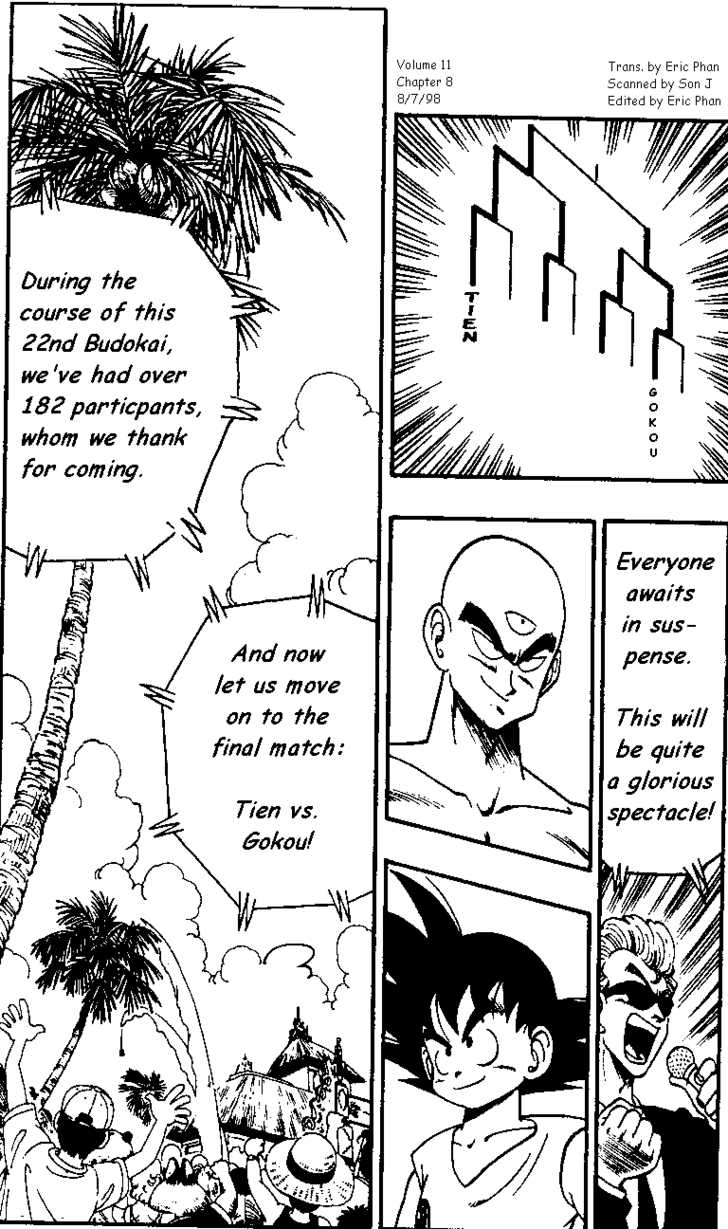 Volume 11
Chapter 8
8/7/98
Trans. by Eric Phan
Scanned by Son J
Edited by Eric Phan
During the
course of this
22nd Budokai,
we've had over
182 particpants,
whom we thank
for coming.
And now
let us move
on to the
final match:
Tien vs.
Gokou!
TIEN
GOKOU
Everyone
awaits
in sus-
pense.
This will
be quite
a glorious
spectacle!